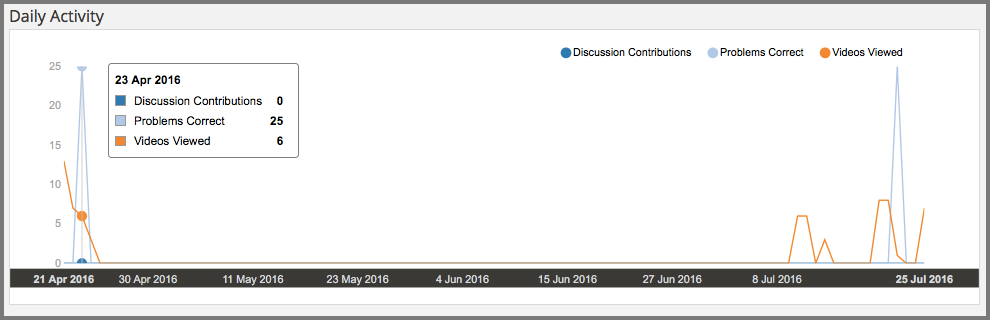 Daily Activity
Discussion Contributions Problems Correct Videos Viewed
25
20
15
10
5
0
23 Apr 2016
Discussion Contributions 0
Problems Correct 25
Videos Viewed 6
21 Apr 2016 30 Apr 2016 11 May 2016 23 May 2016 4 Jun 2016 15 Jun 2016 27 Jun 2016 8 Jul 2016 25 Jul 2016